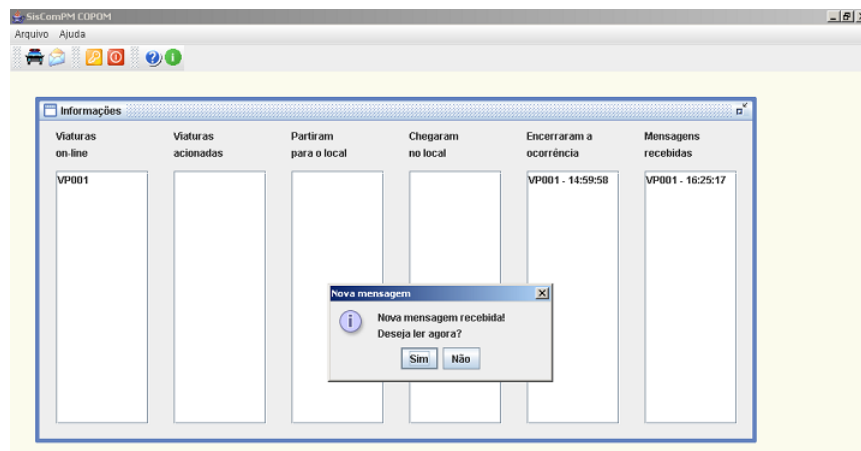 SisComPM COPOM
Arquivo Ajuda
Informações
Viaturas on-line
Viaturas acionadas
Partiram para o local
Chegaram no local
Encerraram a ocorrência
Mensagens recebidas
VP001
VP001 - 14:59:58
VP001 - 16:25:17
Nova mensagem
Nova mensagem recebida!
Deseja ler agora?
Sim Não